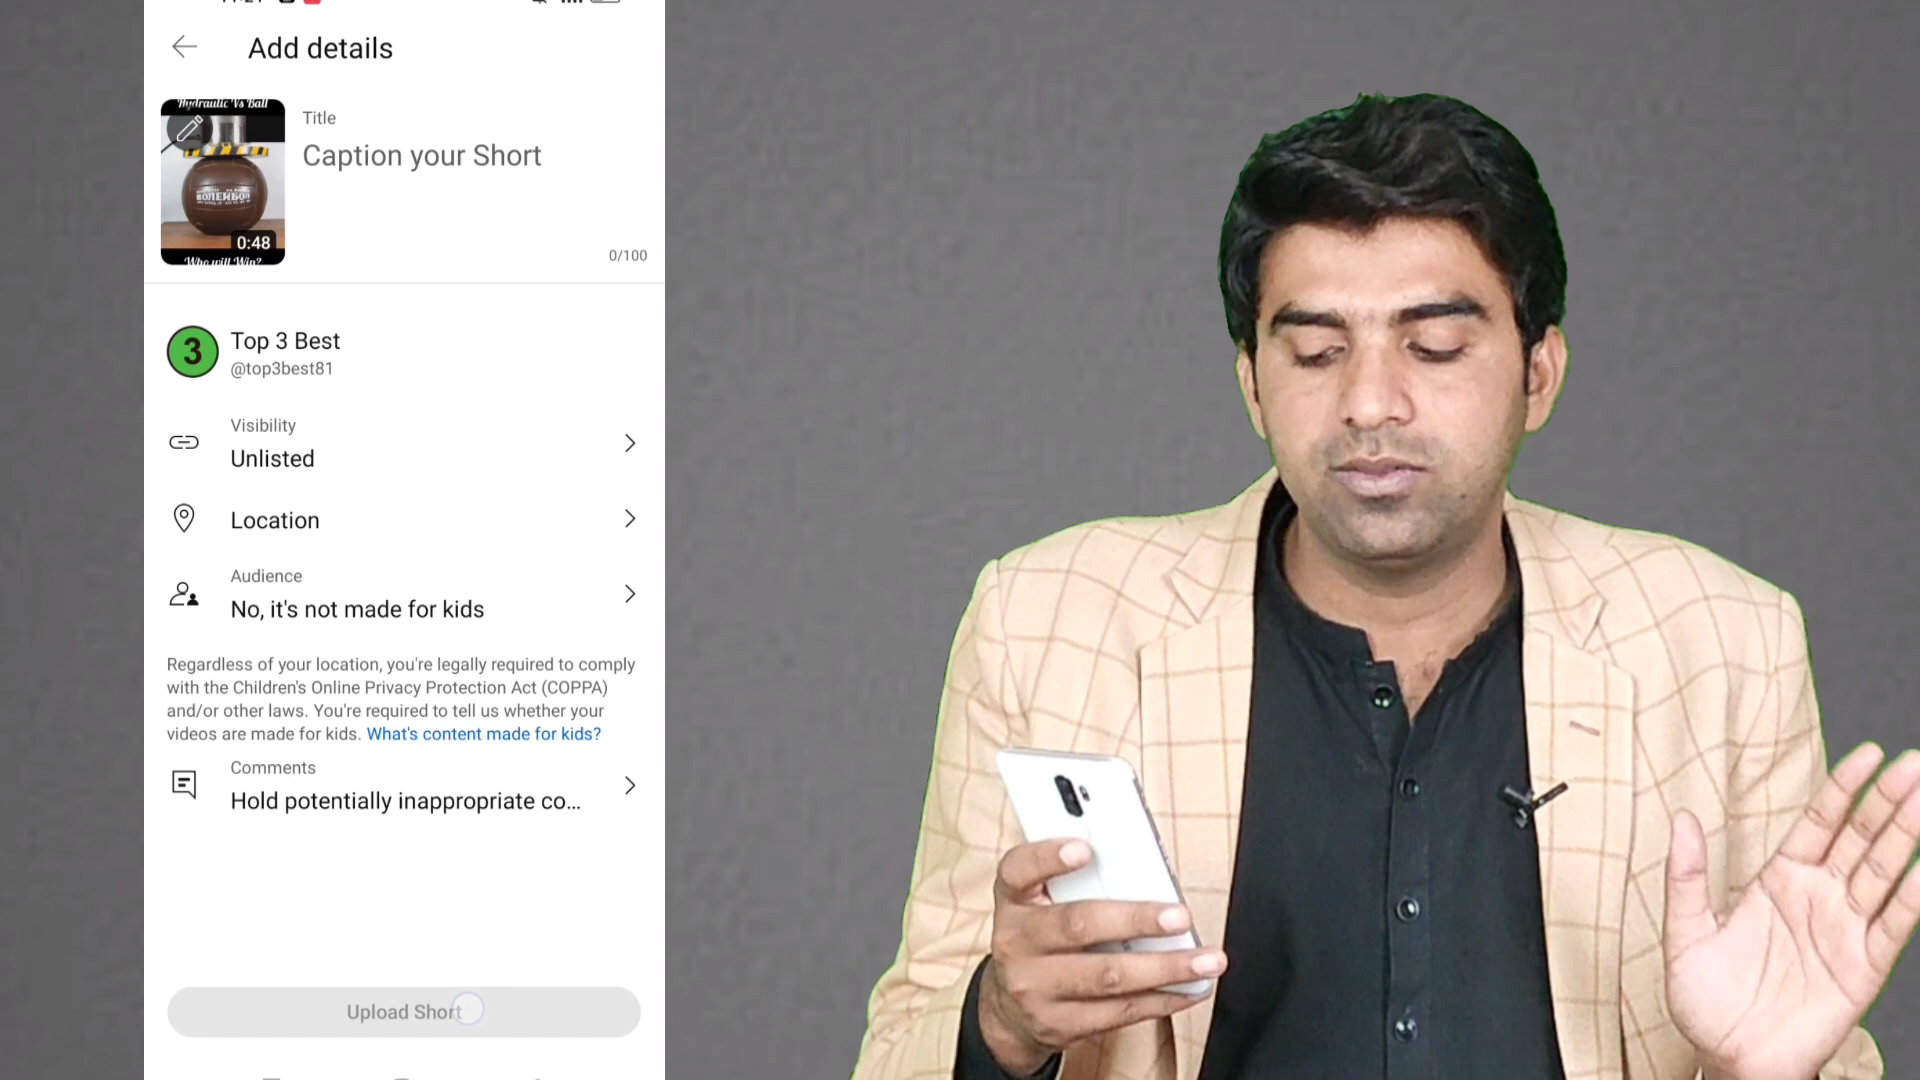 Add details
Hydraulic Vs Ball
ВОЛЕЙБОЛ
0:48
Who will Win?
Title
Caption your Short
0/100
3
Top 3 Best
@top3best81
Visibility
Unlisted
Location
Audience
No, it's not made for kids
Regardless of your location, you're legally required to comply
with the Children's Online Privacy Protection Act (COPPA)
and/or other laws. You're required to tell us whether your
videos are made for kids. What's content made for kids?
Comments
Hold potentially inappropriate co...
Upload Short